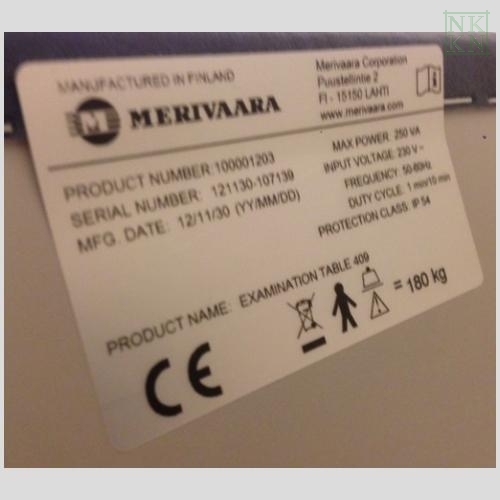 NK
KS
MANUFACTURED IN FINLAND
M MERIVAARA
Merivaara Corporation
Puustellintie 2
FI - 15150 LAHTI
www.merivaara.com
PRODUCT NUMBER:100001203
SERIAL NUMBER: 121130-107139
MFG. DATE: 12/11/30 (YY/MM/DD)
MAX POWER: 250 VA
INPUT VOLTAGE: 230 V ~
FREQUENCY: 50-60Hz
DUTY CYCLE: 1 min/10 min
PROTECTION CLASS: IP 54
PRODUCT NAME: EXAMINATION TABLE 409
= 180 kg
CE